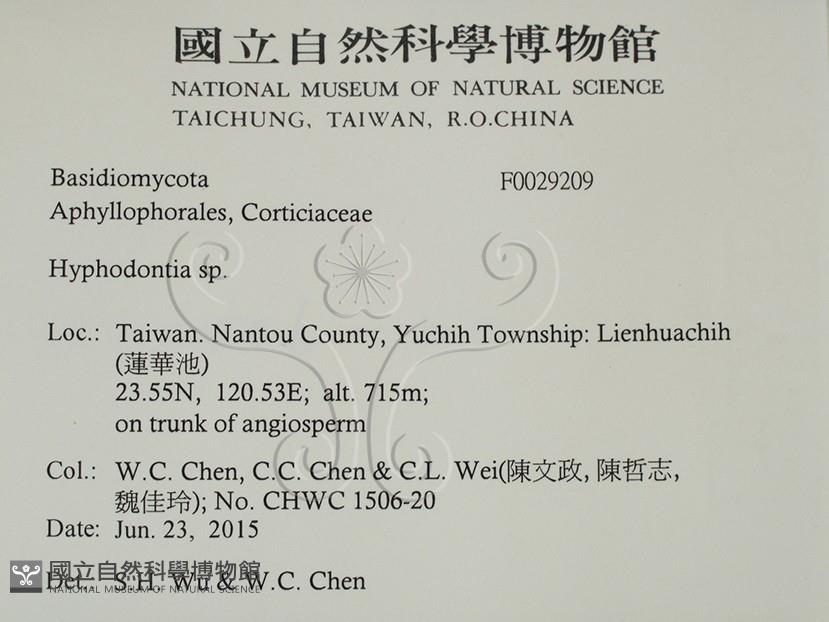 國立自然科學博物館
NATIONAL MUSEUM OF NATURAL SCIENCE
TAICHUNG, TAIWAN, R.O.CHINA
Basidiomycota F0029209
Aphyllophorales, Corticiaceae
Hyphodontia sp.
Loc.: Taiwan. Nantou County, Yuchih Township: Lienhuachih
(蓮華池)
23.55N, 120.53E; alt. 715m;
on trunk of angiosperm
Col.: W.C. Chen, C.C. Chen & C.L. Wei(陳文政, 陳哲志,
魏佳玲); No. CHWC 1506-20
Date: Jun. 23, 2015
Det.: S.H. Wu & W.C. Chen
國立自然科學博物館
NATIONAL MUSEUM OF NATURAL SCIENCE